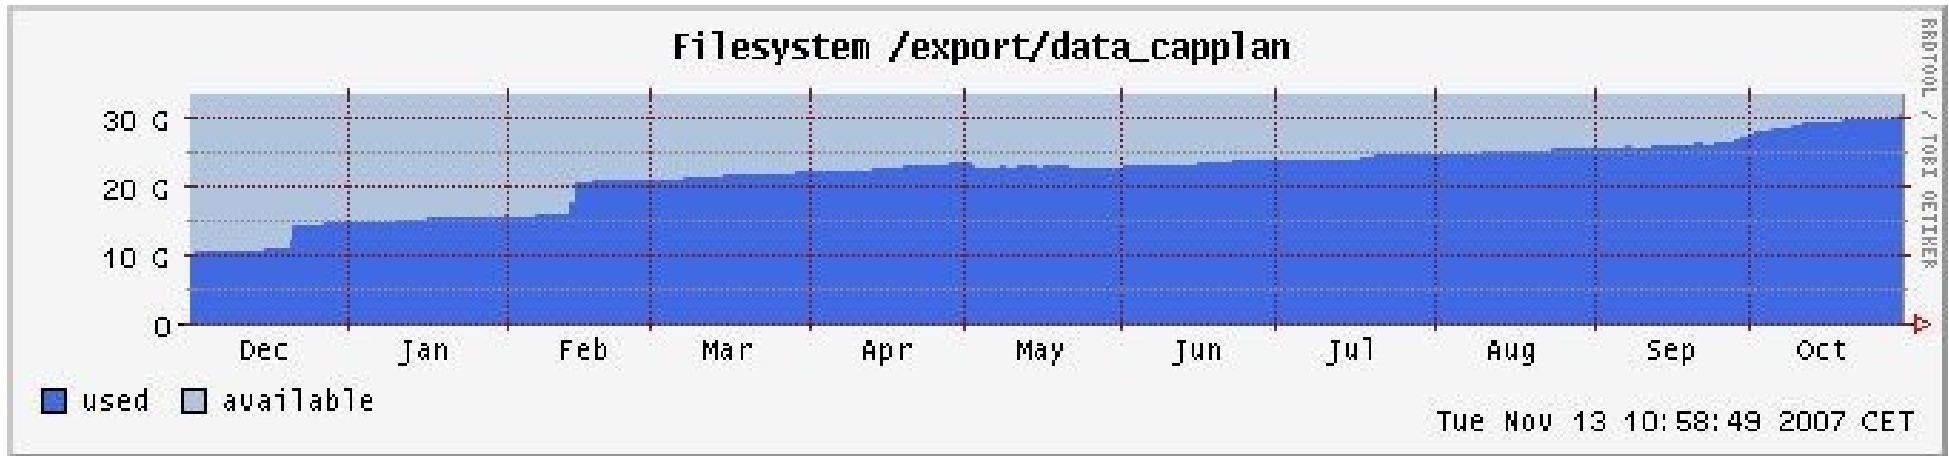 Filesystem /export/data_capplan
RRDTOOL / TOBI OETIKER
30 G
20 G
10 G
0
Dec Jan Feb Mar Apr May Jun Jul Aug Sep Oct
used available
Tue Nov 13 10:58:49 2007 CET